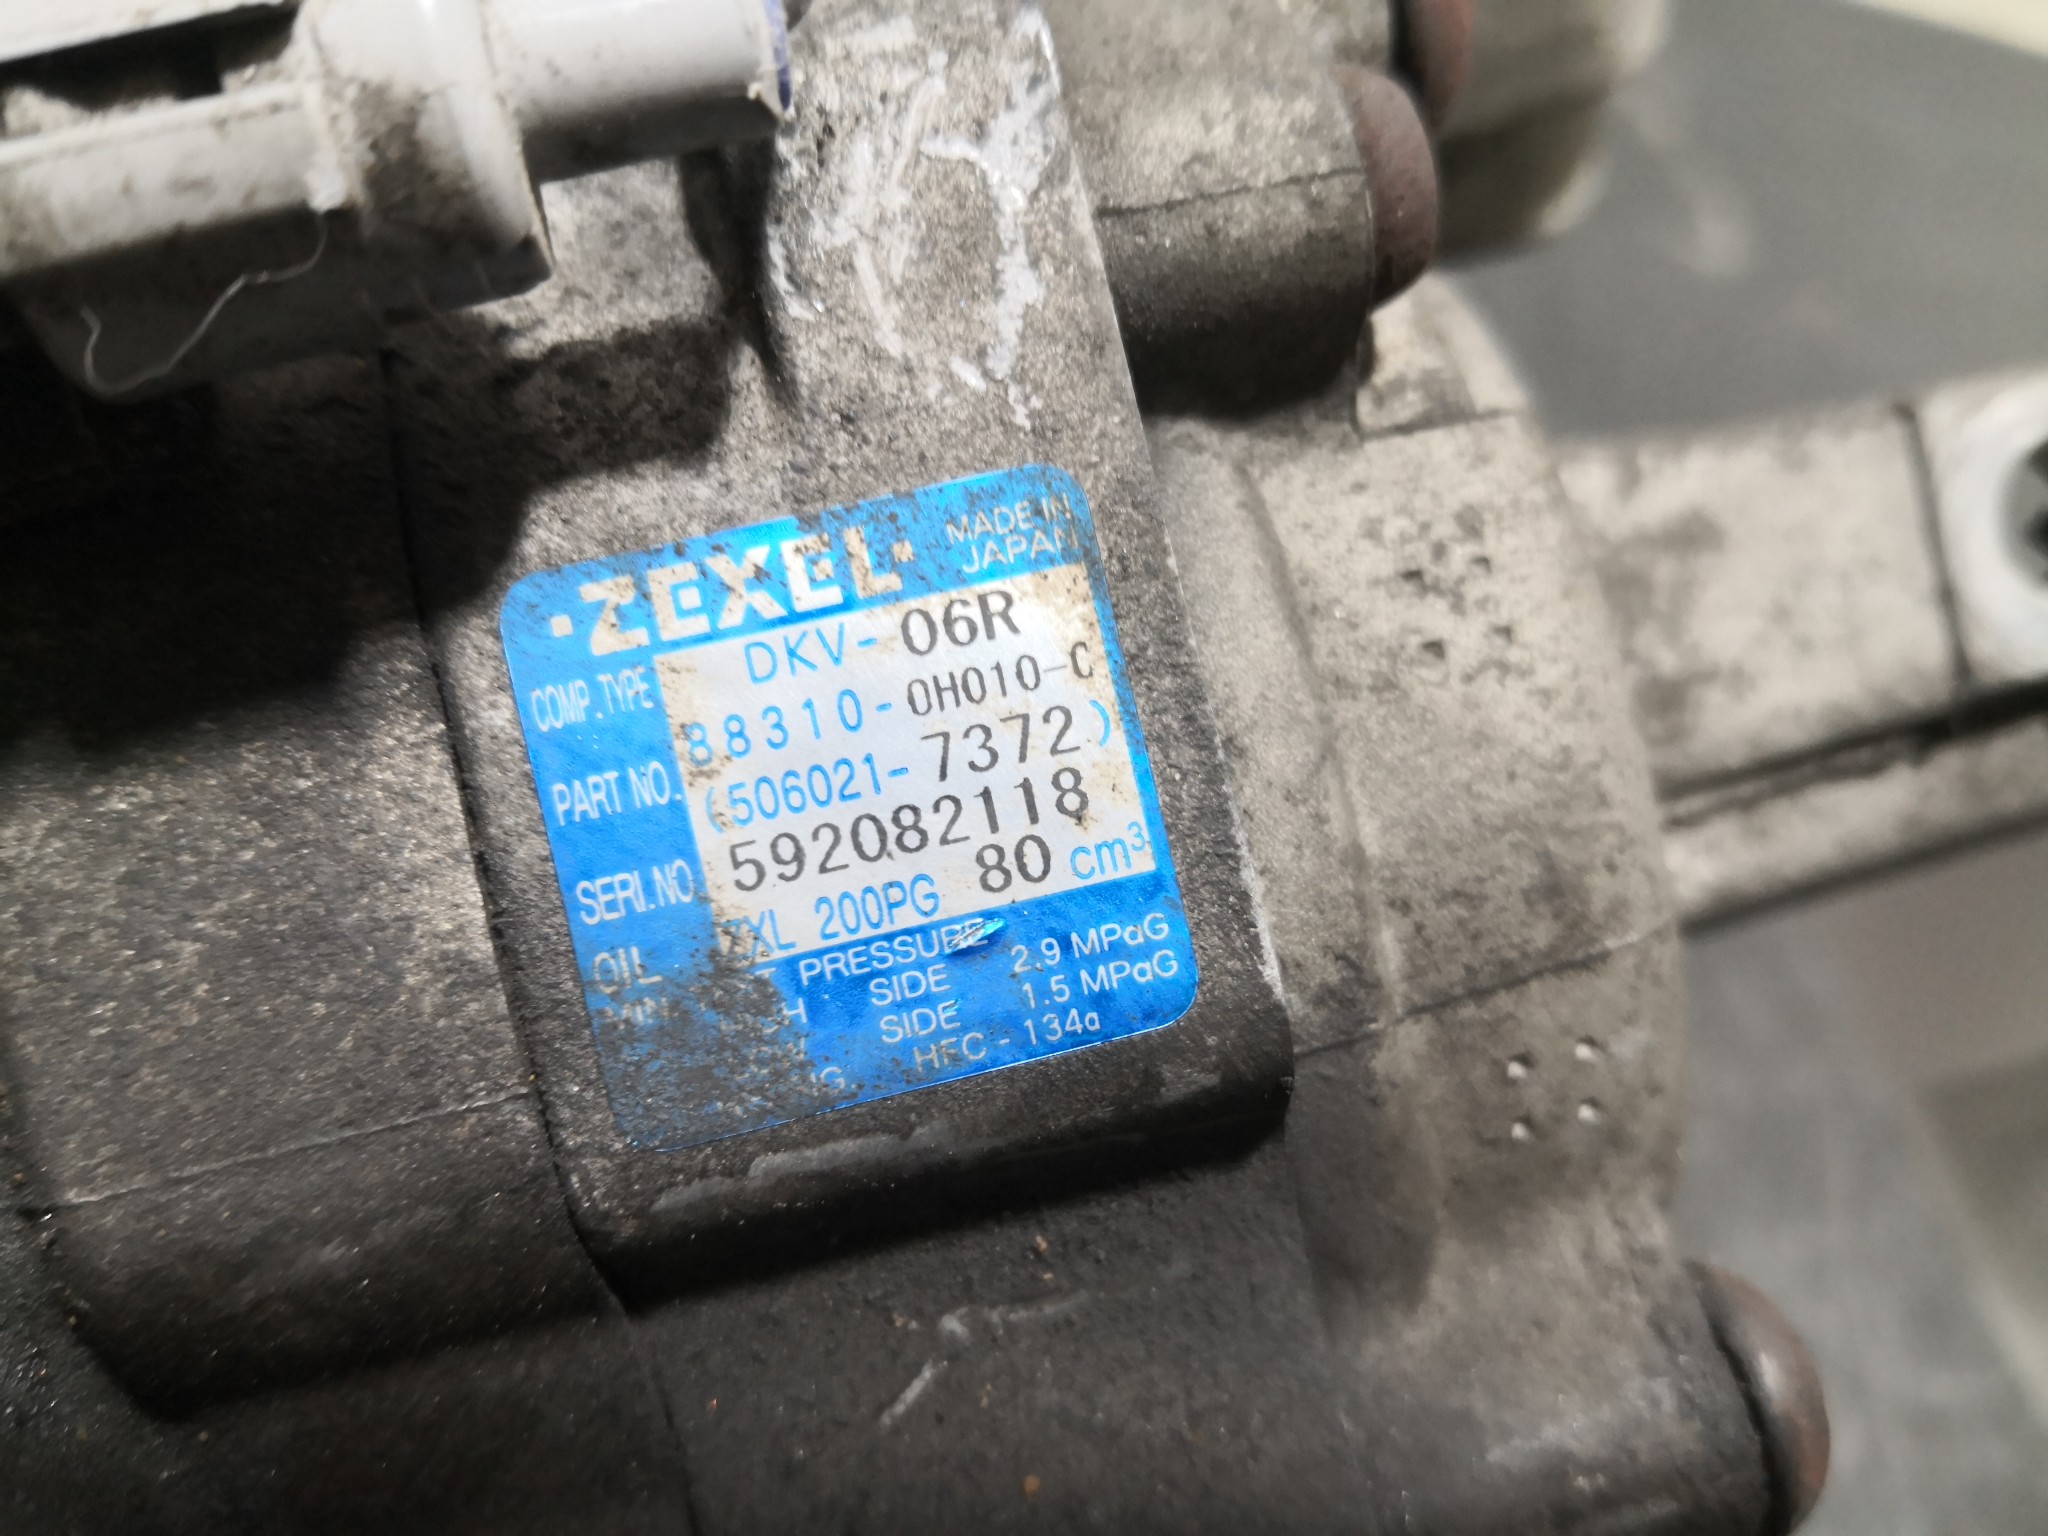 ·ZEXEL· MADE IN JAPAN
COMP. TYPE DKV-06R
PART NO. 88310-0H010-C
(506021-7372)
SERI.NO 592082118
OIL ZXL 200PG 80 cm³
PRESSURE
SIDE 2.9 MPaG
SIDE 1.5 MPaG
HFC-134a